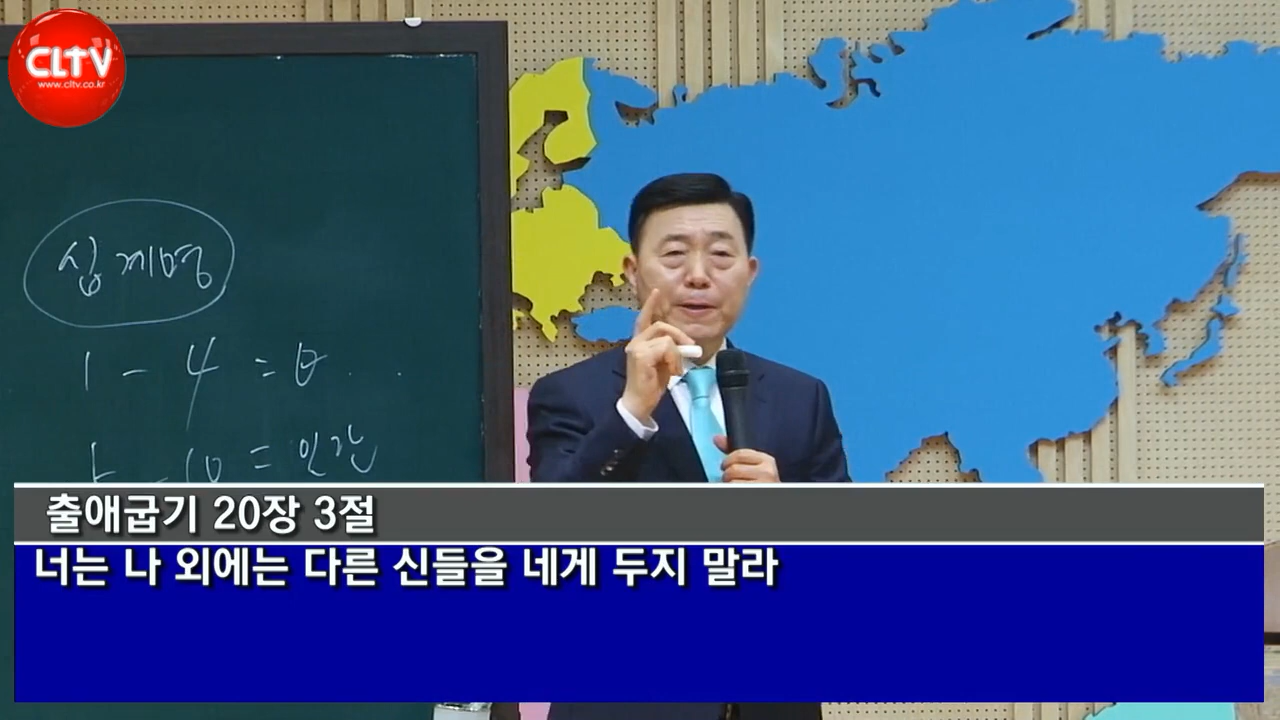 CLTV
www.cltv.co.kr
십계명
1 - 4 =
5 - 10 = 인간
출애굽기 20장 3절
너는 나 외에는 다른 신들을 네게 두지 말라